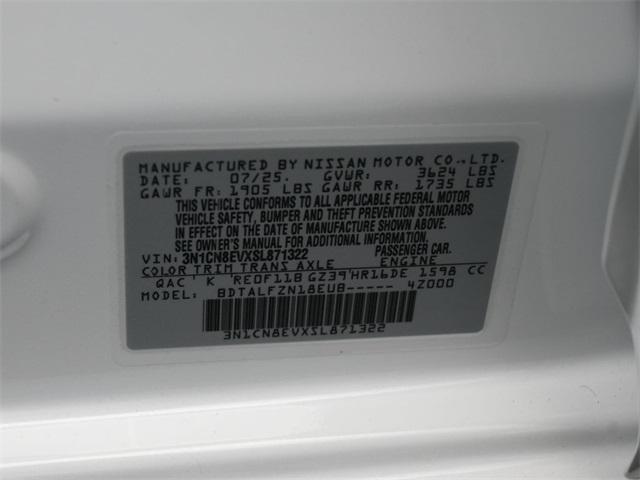 MANUFACTURED BY NISSAN MOTOR CO.,LTD.
DATE: 07/25. GVWR: 3624 LBS
GAWR FR: 1905 LBS GAWR RR: 1735 LBS
THIS VEHICLE CONFORMS TO ALL APPLICABLE FEDERAL MOTOR
VEHICLE SAFETY, BUMPER AND THEFT PREVENTION STANDARDS
IN EFFECT ON THE DATE OF MANUFACTURE SHOWN ABOVE.
SEE OWNER'S MANUAL FOR ADDITIONAL INFORMATION.
VIN: 3N1CN8EVXSL871322 PASSENGER CAR.
COLOR TRIM TRANS AXLE ENGINE
QAC K RE0F11B GZ39 HR16DE 1598 CC
MODEL: BDTALFZN18EUB----- 4Z000
3N1CN8EVXSL871322